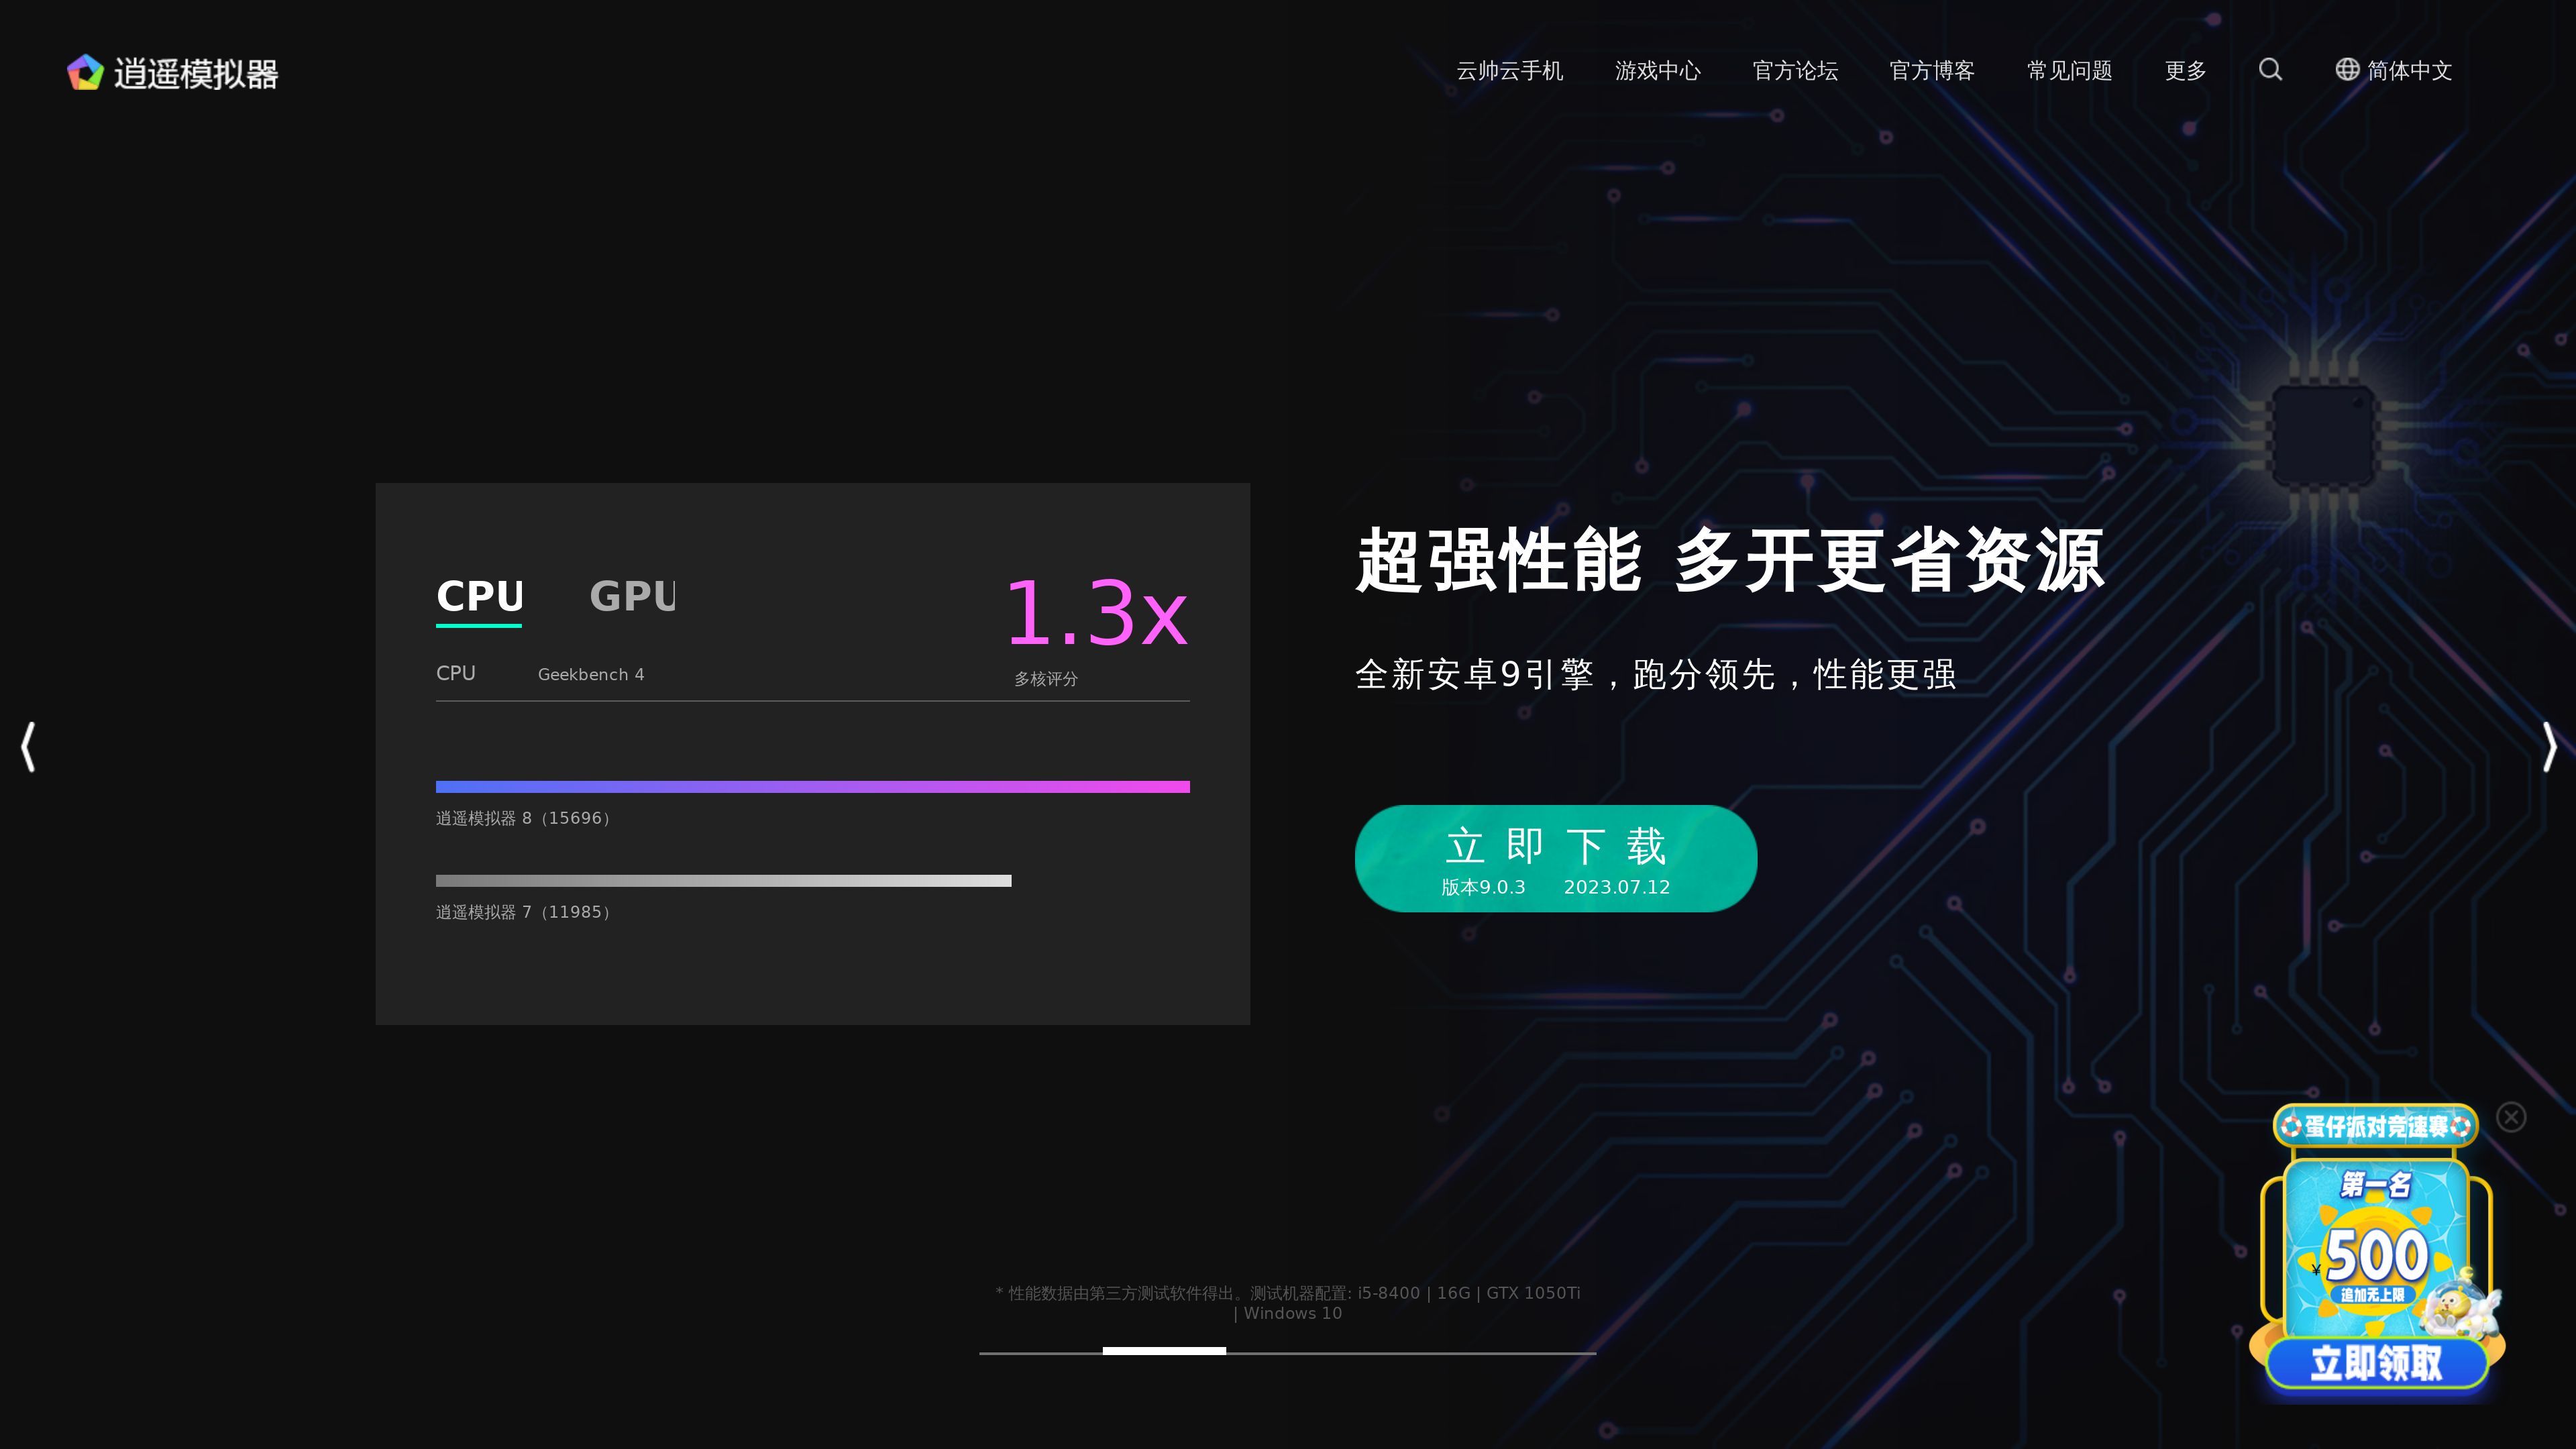 逍遥模拟器
云帅云手机
游戏中心
官方论坛
官方博客
常见问题
更多
简体中文
CPU
GPU
1.3x
CPU
Geekbench 4
多核评分
逍遥模拟器 8（15696）
逍遥模拟器 7（11985）
超强性能 多开更省资源
全新安卓9引擎，跑分领先，性能更强
立即下载
版本9.0.3 2023.07.12
蛋仔派对竞速赛
第一名
¥500
追加无上限
立即领取
* 性能数据由第三方测试软件得出。测试机器配置: i5-8400 | 16G | GTX 1050Ti
| Windows 10